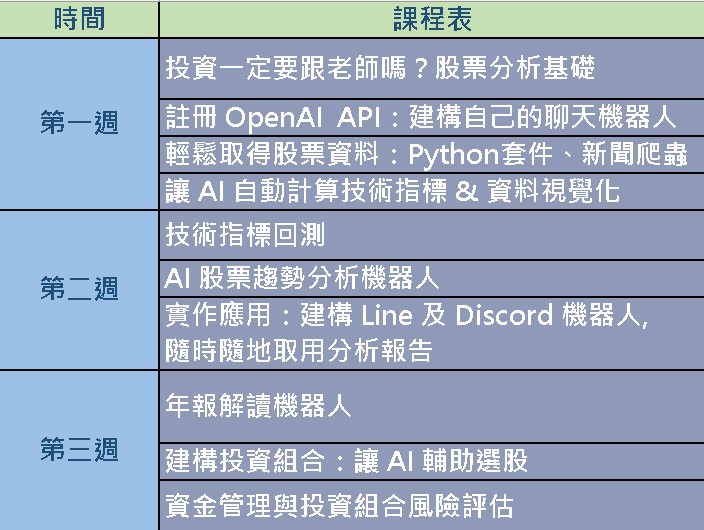 時間
課程表
第一週
投資一定要跟老師嗎？股票分析基礎
註冊 OpenAI API：建構自己的聊天機器人
輕鬆取得股票資料：Python套件、新聞爬蟲
讓 AI 自動計算技術指標 & 資料視覺化
第二週
技術指標回測
AI 股票趨勢分析機器人
實作應用：建構 Line 及 Discord 機器人,
隨時隨地取用分析報告
第三週
年報解讀機器人
建構投資組合：讓 AI 輔助選股
資金管理與投資組合風險評估